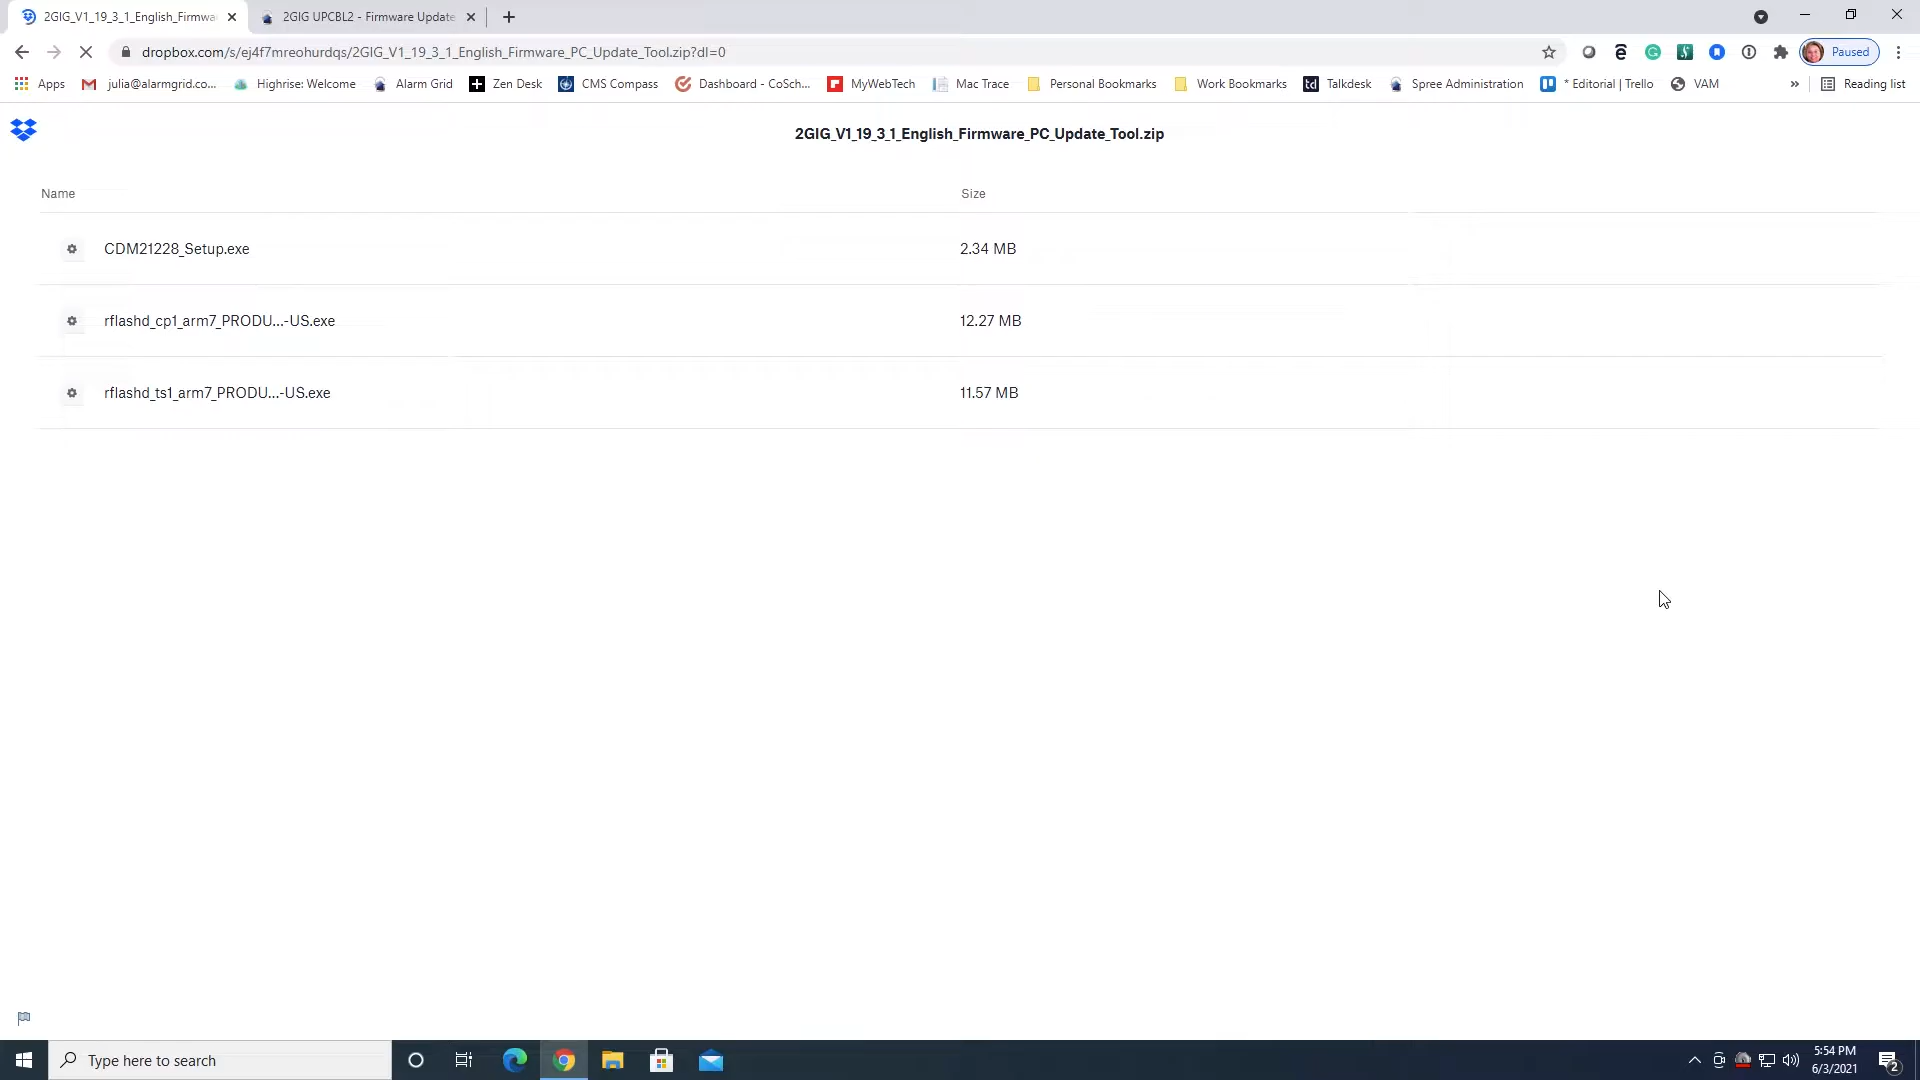 2GIG_V1_19_3_1_English_Firmwa
2GIG UPCBL2 - Firmware Update
dropbox.com/s/ej4f7mreohurdqs/2GIG_V1_19_3_1_English_Firmware_PC_Update_Tool.zip?dl=0
Paused
Apps
julia@alarmgrid.co...
Highrise: Welcome
Alarm Grid
Zen Desk
CMS Compass
Dashboard - CoSch...
MyWebTech
Mac Trace
Personal Bookmarks
Work Bookmarks
td Talkdesk
Spree Administration
* Editorial | Trello
VAM
»
Reading list
2GIG_V1_19_3_1_English_Firmware_PC_Update_Tool.zip
Name Size
CDM21228_Setup.exe 2.34 MB
rflashd_cp1_arm7_PRODU...-US.exe 12.27 MB
rflashd_ts1_arm7_PRODU...-US.exe 11.57 MB
Type here to search
5:54 PM
6/3/2021
2